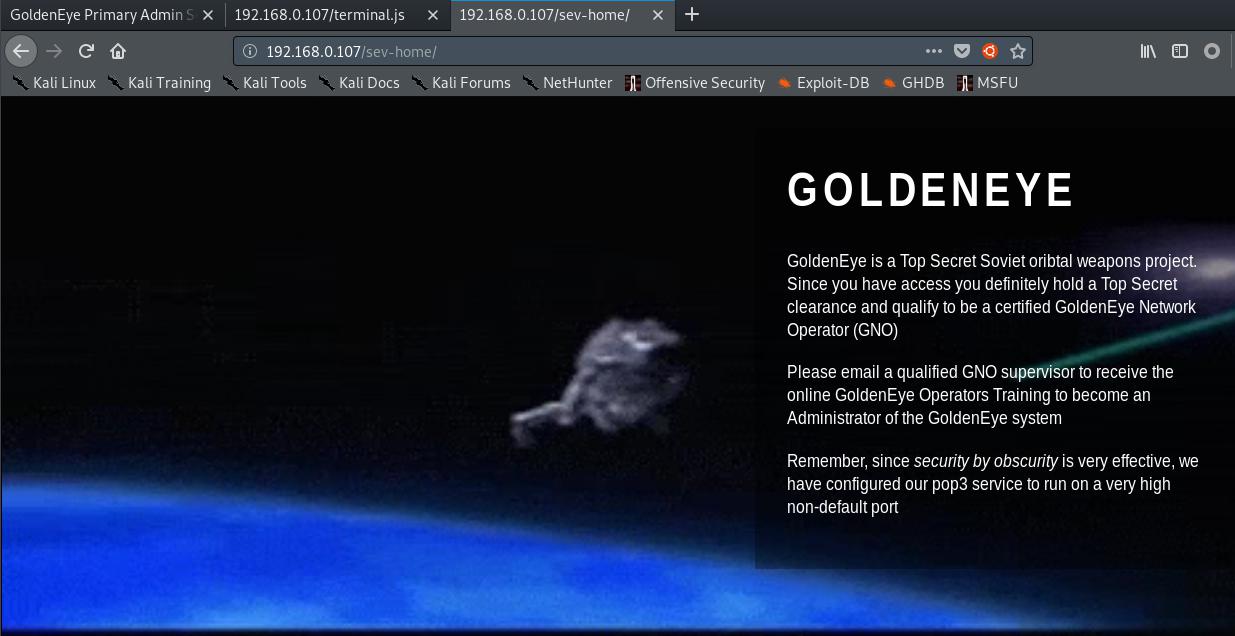 GoldenEye Primary Admin S
192.168.0.107/terminal.js
192.168.0.107/sev-home/
192.168.0.107/sev-home/
Kali Linux Kali Training Kali Tools Kali Docs Kali Forums NetHunter Offensive Security Exploit-DB GHDB MSFU
GOLDENEYE
GoldenEye is a Top Secret Soviet oribtal weapons project.
Since you have access you definitely hold a Top Secret
clearance and qualify to be a certified GoldenEye Network
Operator (GNO)
Please email a qualified GNO supervisor to receive the
online GoldenEye Operators Training to become an
Administrator of the GoldenEye system
Remember, since security by obscurity is very effective, we
have configured our pop3 service to run on a very high
non-default port